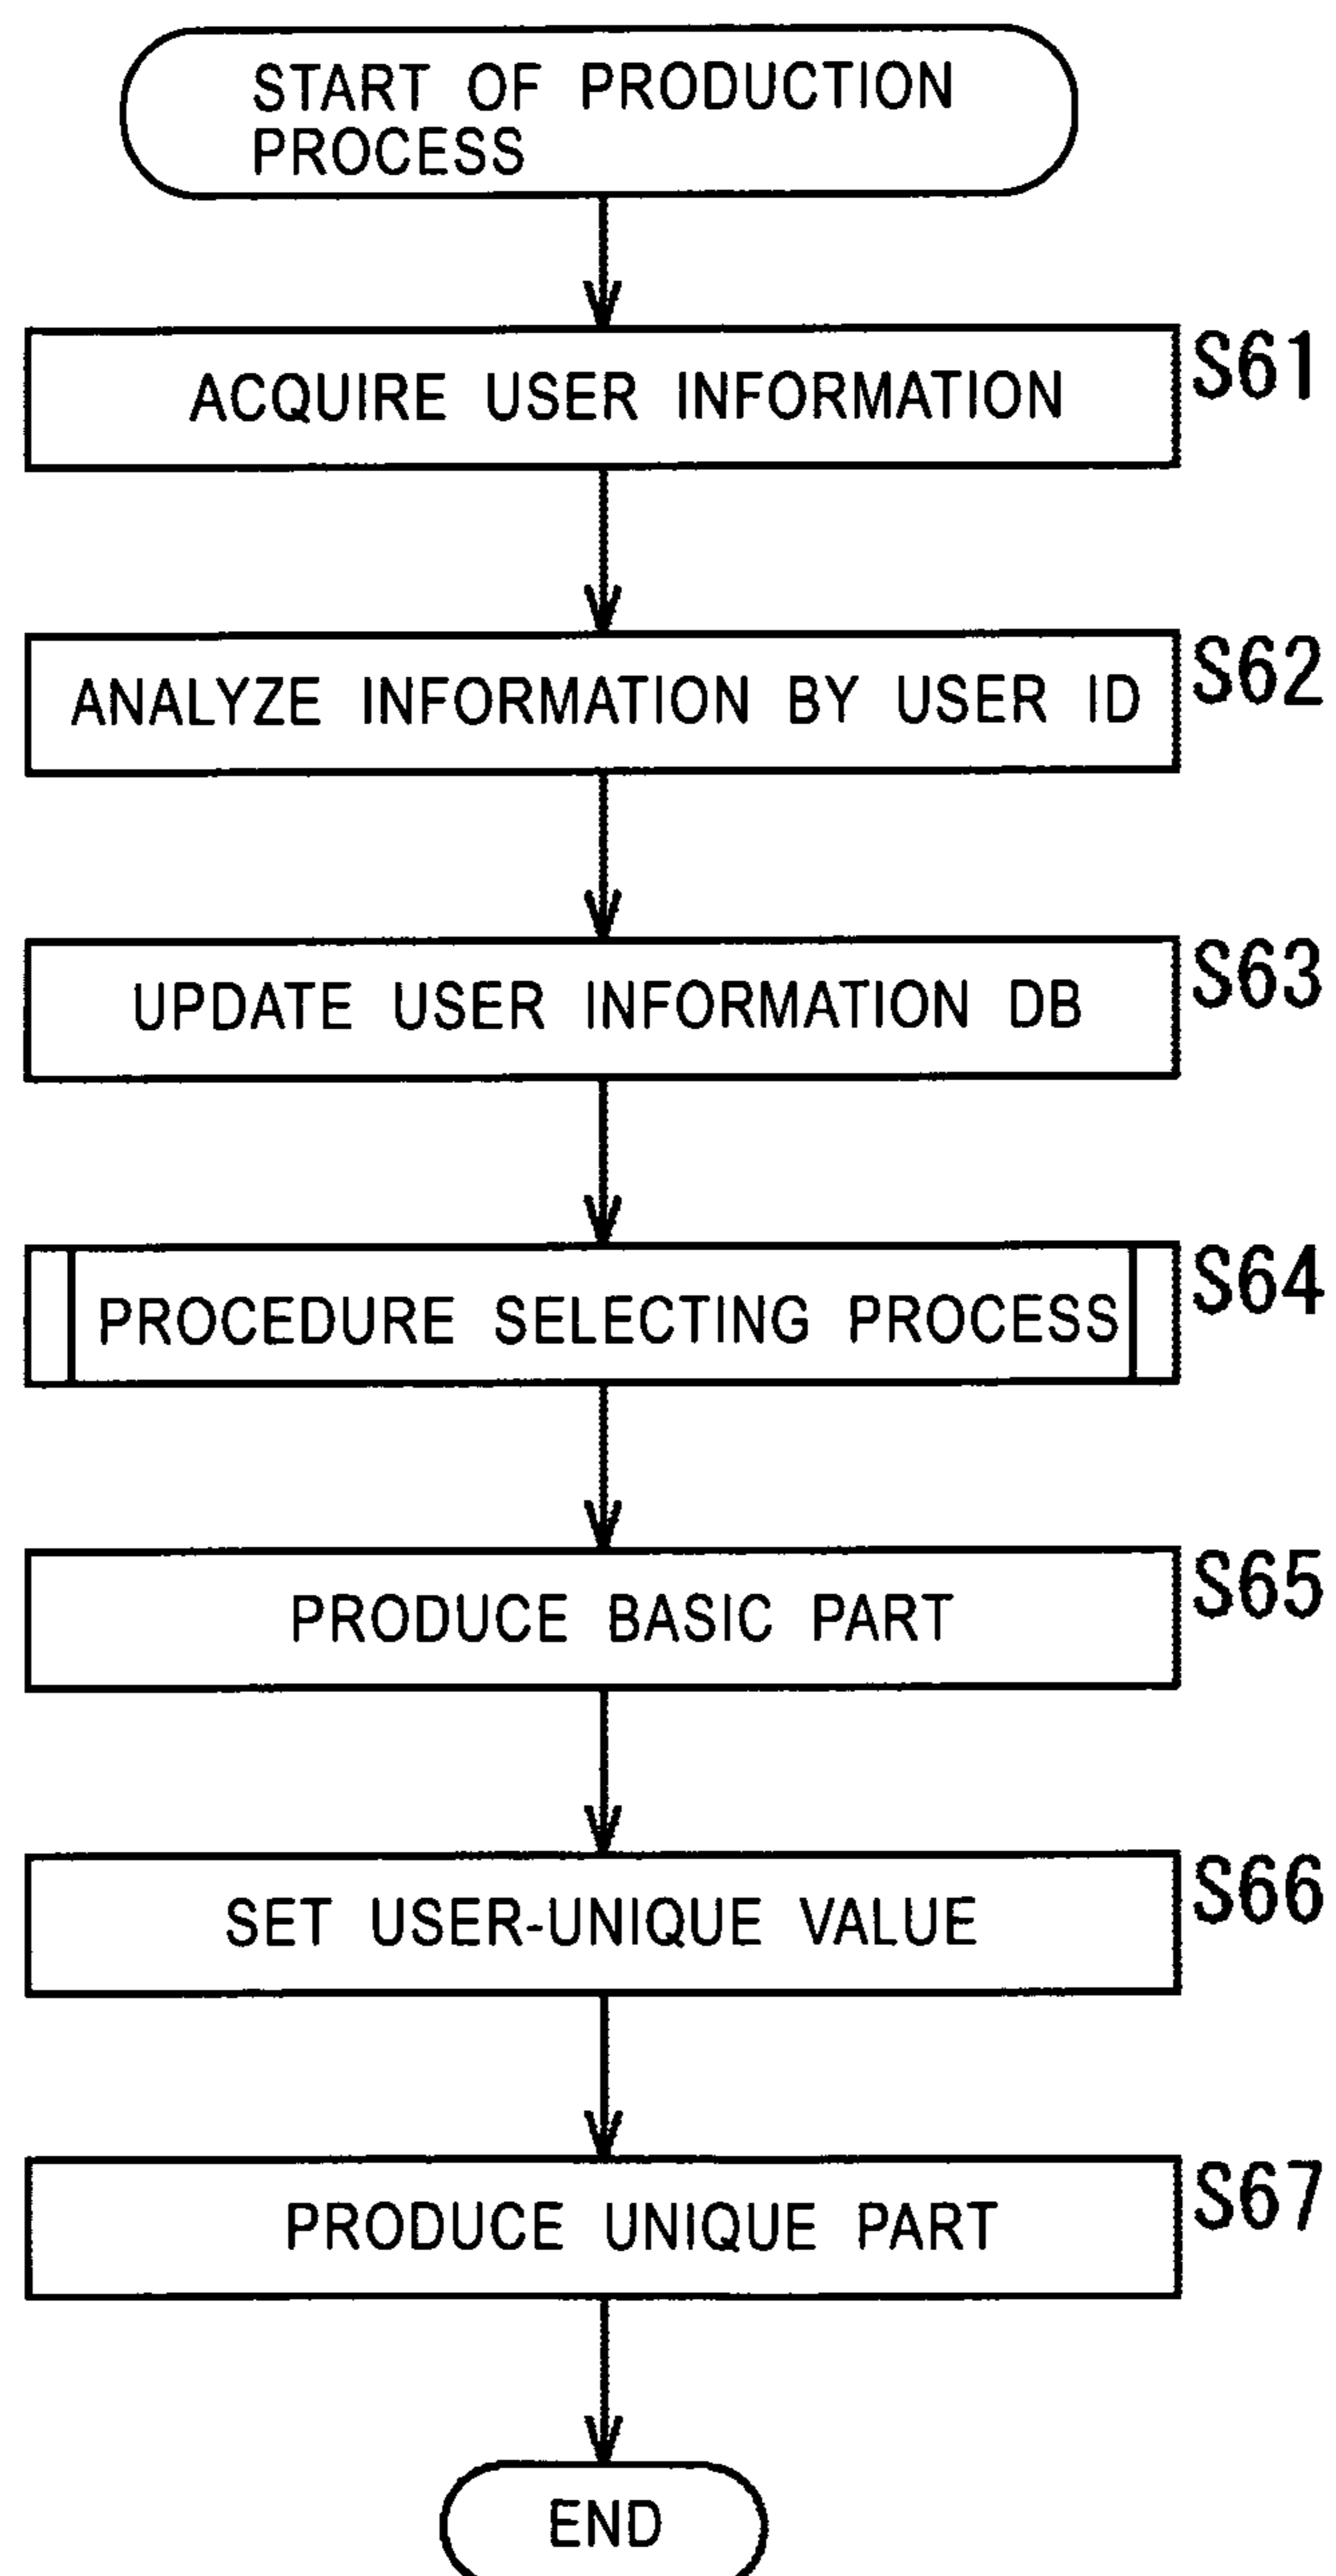 START OF PRODUCTION
PROCESS
ACQUIRE USER INFORMATION
S61
ANALYZE INFORMATION BY USER ID
S62
UPDATE USER INFORMATION DB
S63
PROCEDURE SELECTING PROCESS
S64
PRODUCE BASIC PART
S65
SET USER-UNIQUE VALUE
S66
PRODUCE UNIQUE PART
S67
END